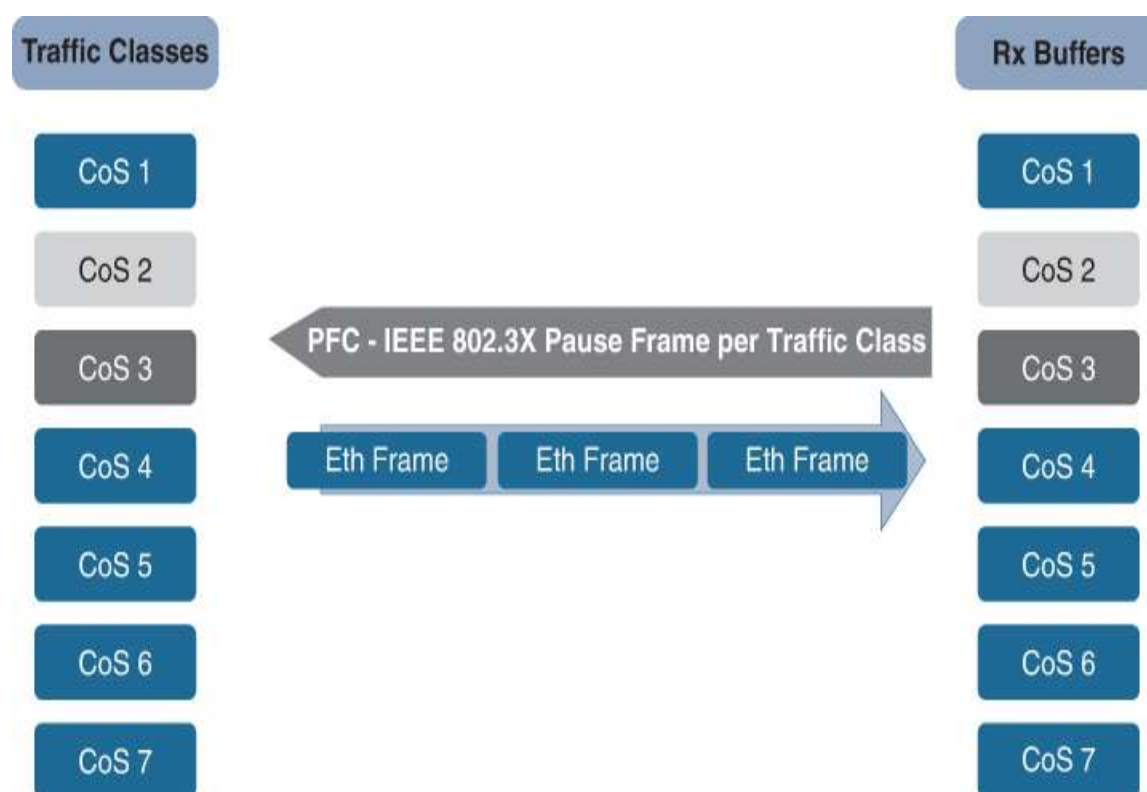 Traffic Classes
Rx Buffers
CoS 1
CoS 1
CoS 2
CoS 2
PFC - IEEE 802.3X Pause Frame per Traffic Class
CoS 3
CoS 3
Eth Frame
Eth Frame
Eth Frame
CoS 4
CoS 4
CoS 5
CoS 5
CoS 6
CoS 6
CoS 7
CoS 7